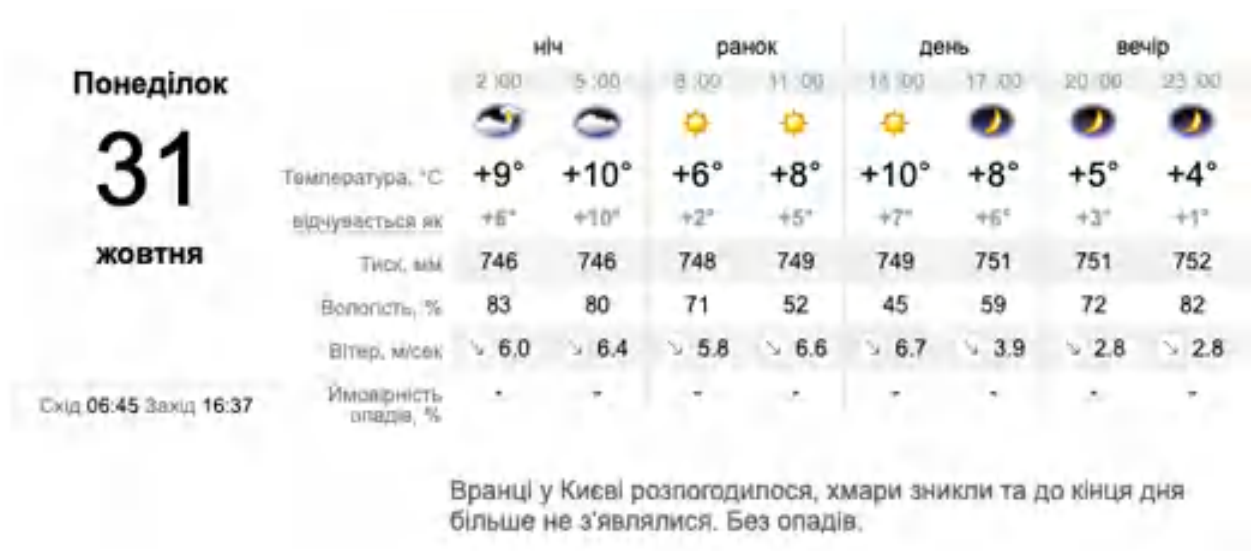 ніч ранок день вечір
Понеділок
2 :00 5 :00 8 :00 11 :00 14 :00 17 :00 20 :00 23 :00
31
жовтня
Температура, °C +9° +10° +6° +8° +10° +8° +5° +4°
відчувається як +6° +10° +2° +5° +7° +6° +3° +1°
Тиск, мм 746 746 748 749 749 751 751 752
Вологість, % 83 80 71 52 45 59 72 82
Вітер, м/сек ↘ 6.0 ↘ 6.4 ↘ 5.8 ↘ 6.6 ↘ 6.7 ↘ 3.9 ↘ 2.8 ↘ 2.8
Ймовірність - - - - - - - -
опадів, %
Схід 06:45 Захід 16:37
Вранці у Києві розпогодилося, хмари зникли та до кінця дня
більше не з'являлися. Без опадів.